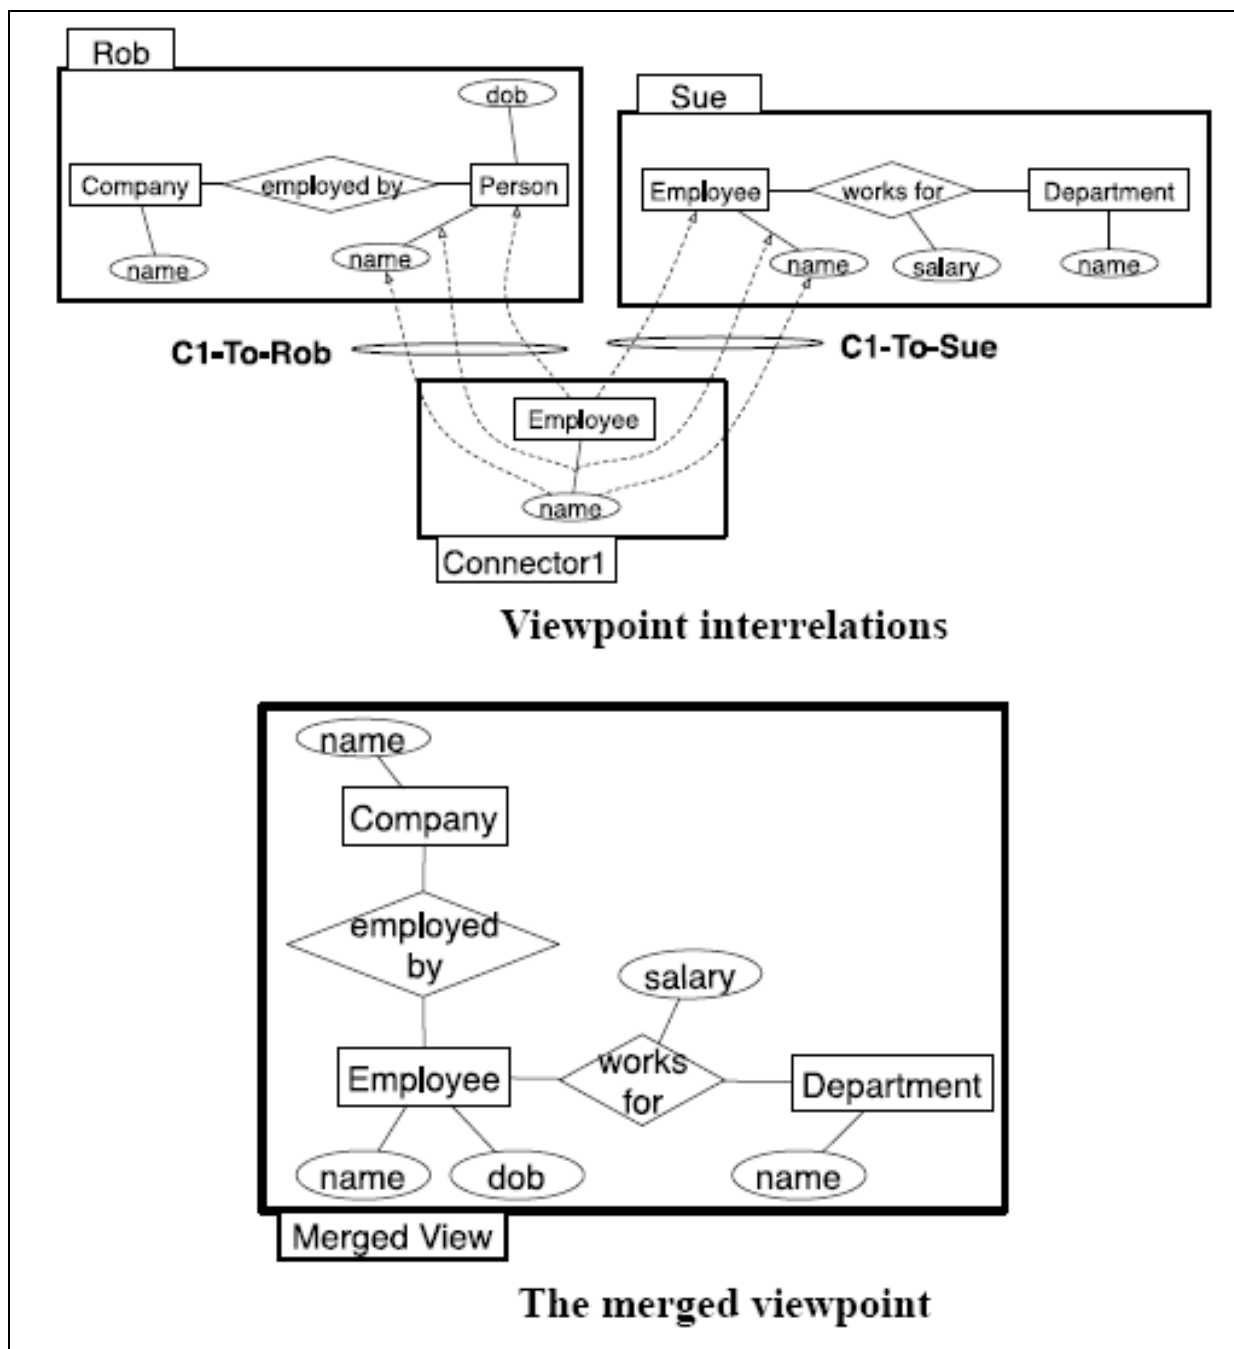 Rob
dob
Company
employed by
Person
name
name
Sue
Employee
works for
Department
name
salary
name
C1-To-Rob
C1-To-Sue
Employee
name
Connector1
Viewpoint interrelations
name
Company
employed
by
salary
Employee
works
for
Department
name
dob
name
Merged View
The merged viewpoint